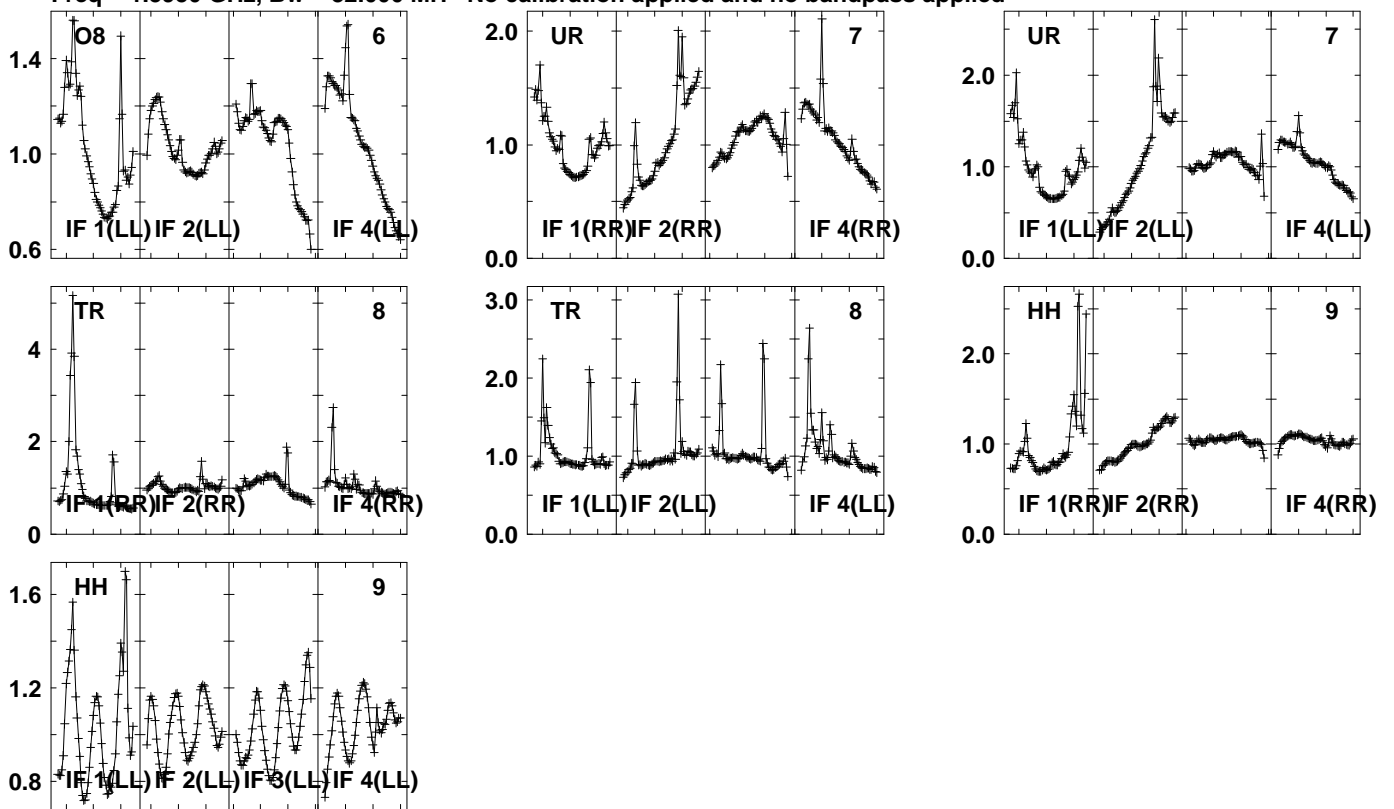 O8 6
UR 7
UR 7
1.4
1.2
1.0
0.8
0.6
2.0
1.0
0.0
2.0
1.0
0.0
IF 1(LL) IF 2(LL) IF 4(LL)
IF 1(RR) IF 2(RR) IF 4(RR)
IF 1(LL) IF 2(LL) IF 4(LL)
TR 8
TR 8
HH 9
4
2
0
3.0
2.0
1.0
0.0
2.0
1.0
0.0
IF 1(RR) IF 2(RR) IF 4(RR)
IF 1(LL) IF 2(LL) IF 4(LL)
IF 1(RR) IF 2(RR) IF 4(RR)
HH 9
1.6
1.2
0.8
IF 1(LL) IF 2(LL) IF 3(LL) IF 4(LL)